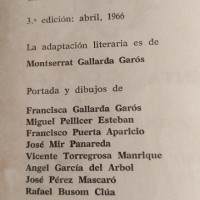 3.ª edición: abril, 1966
La adaptación literaria es de
Montserrat Gallarda Garós
Portada y dibujos de
Francisca Gallarda Garós
Miguel Pellicer Esteban
Francisco Puerta Aparicio
José Mir Panareda
Vicente Torregrosa Manrique
Angel García del Arbol
José Pérez Mascaró
Rafael Busom Clúa